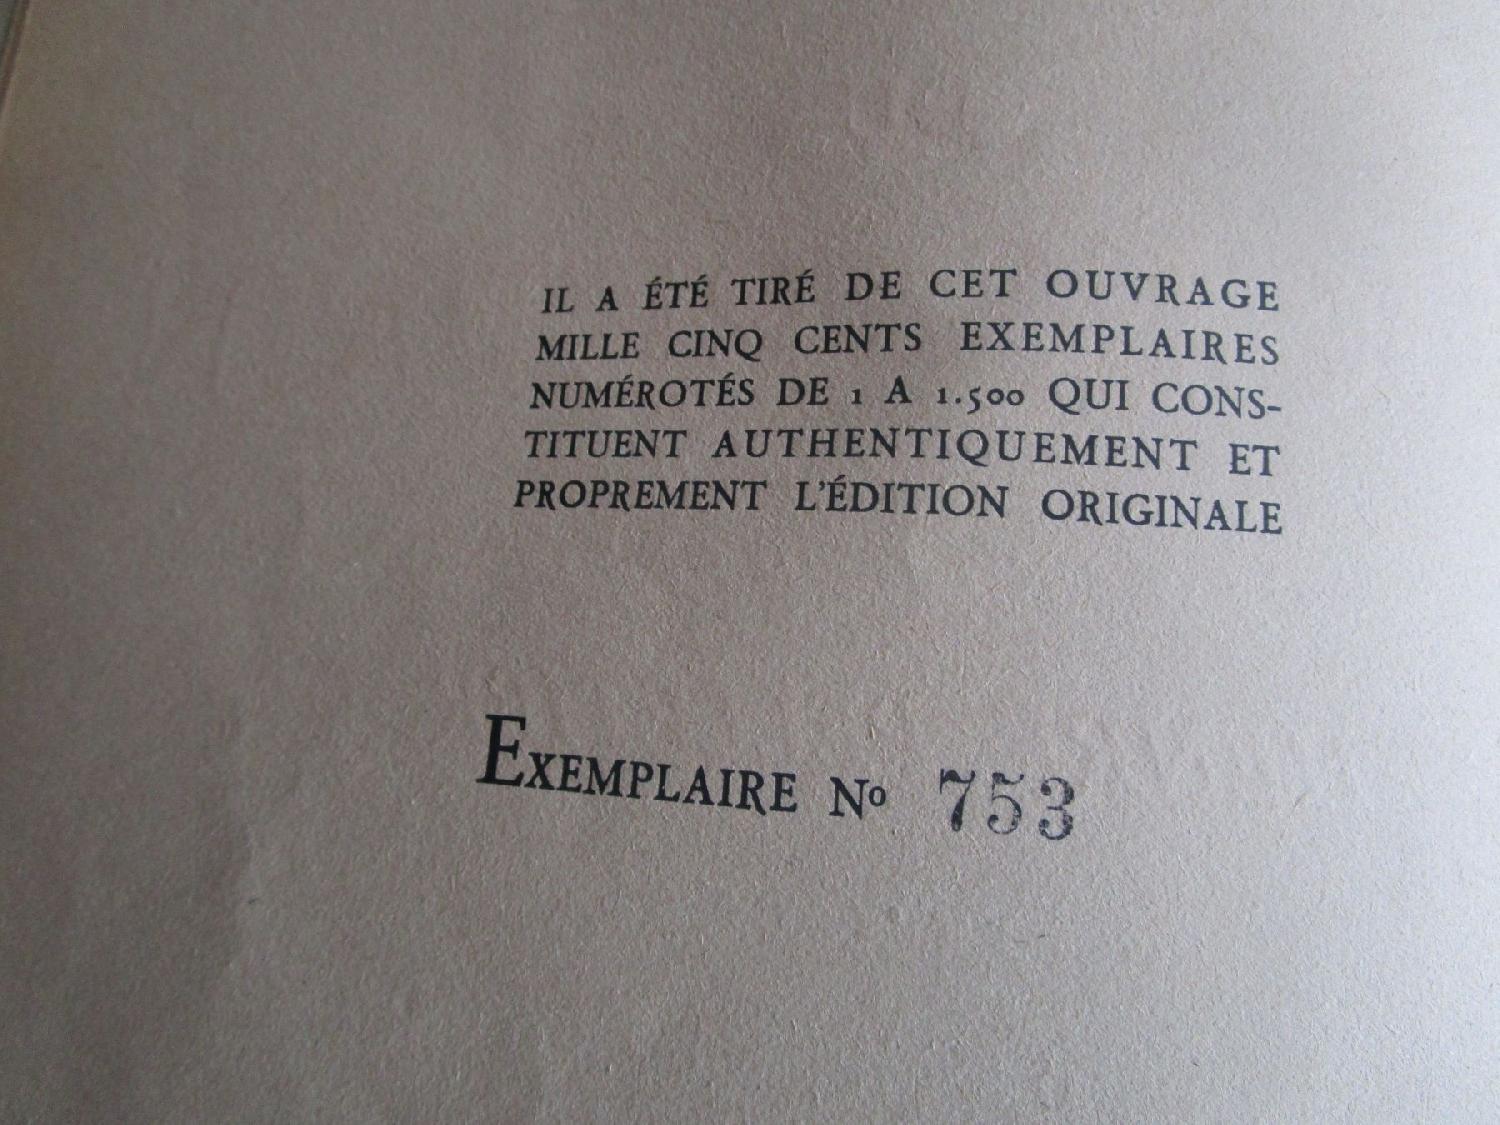 IL A ÉTÉ TIRÉ DE CET OUVRAGE
MILLE CINQ CENTS EXEMPLAIRES
NUMÉROTÉS DE 1 A 1.500 QUI CONS-
TITUENT AUTHENTIQUEMENT ET
PROPREMENT L'ÉDITION ORIGINALE
EXEMPLAIRE Nº 753